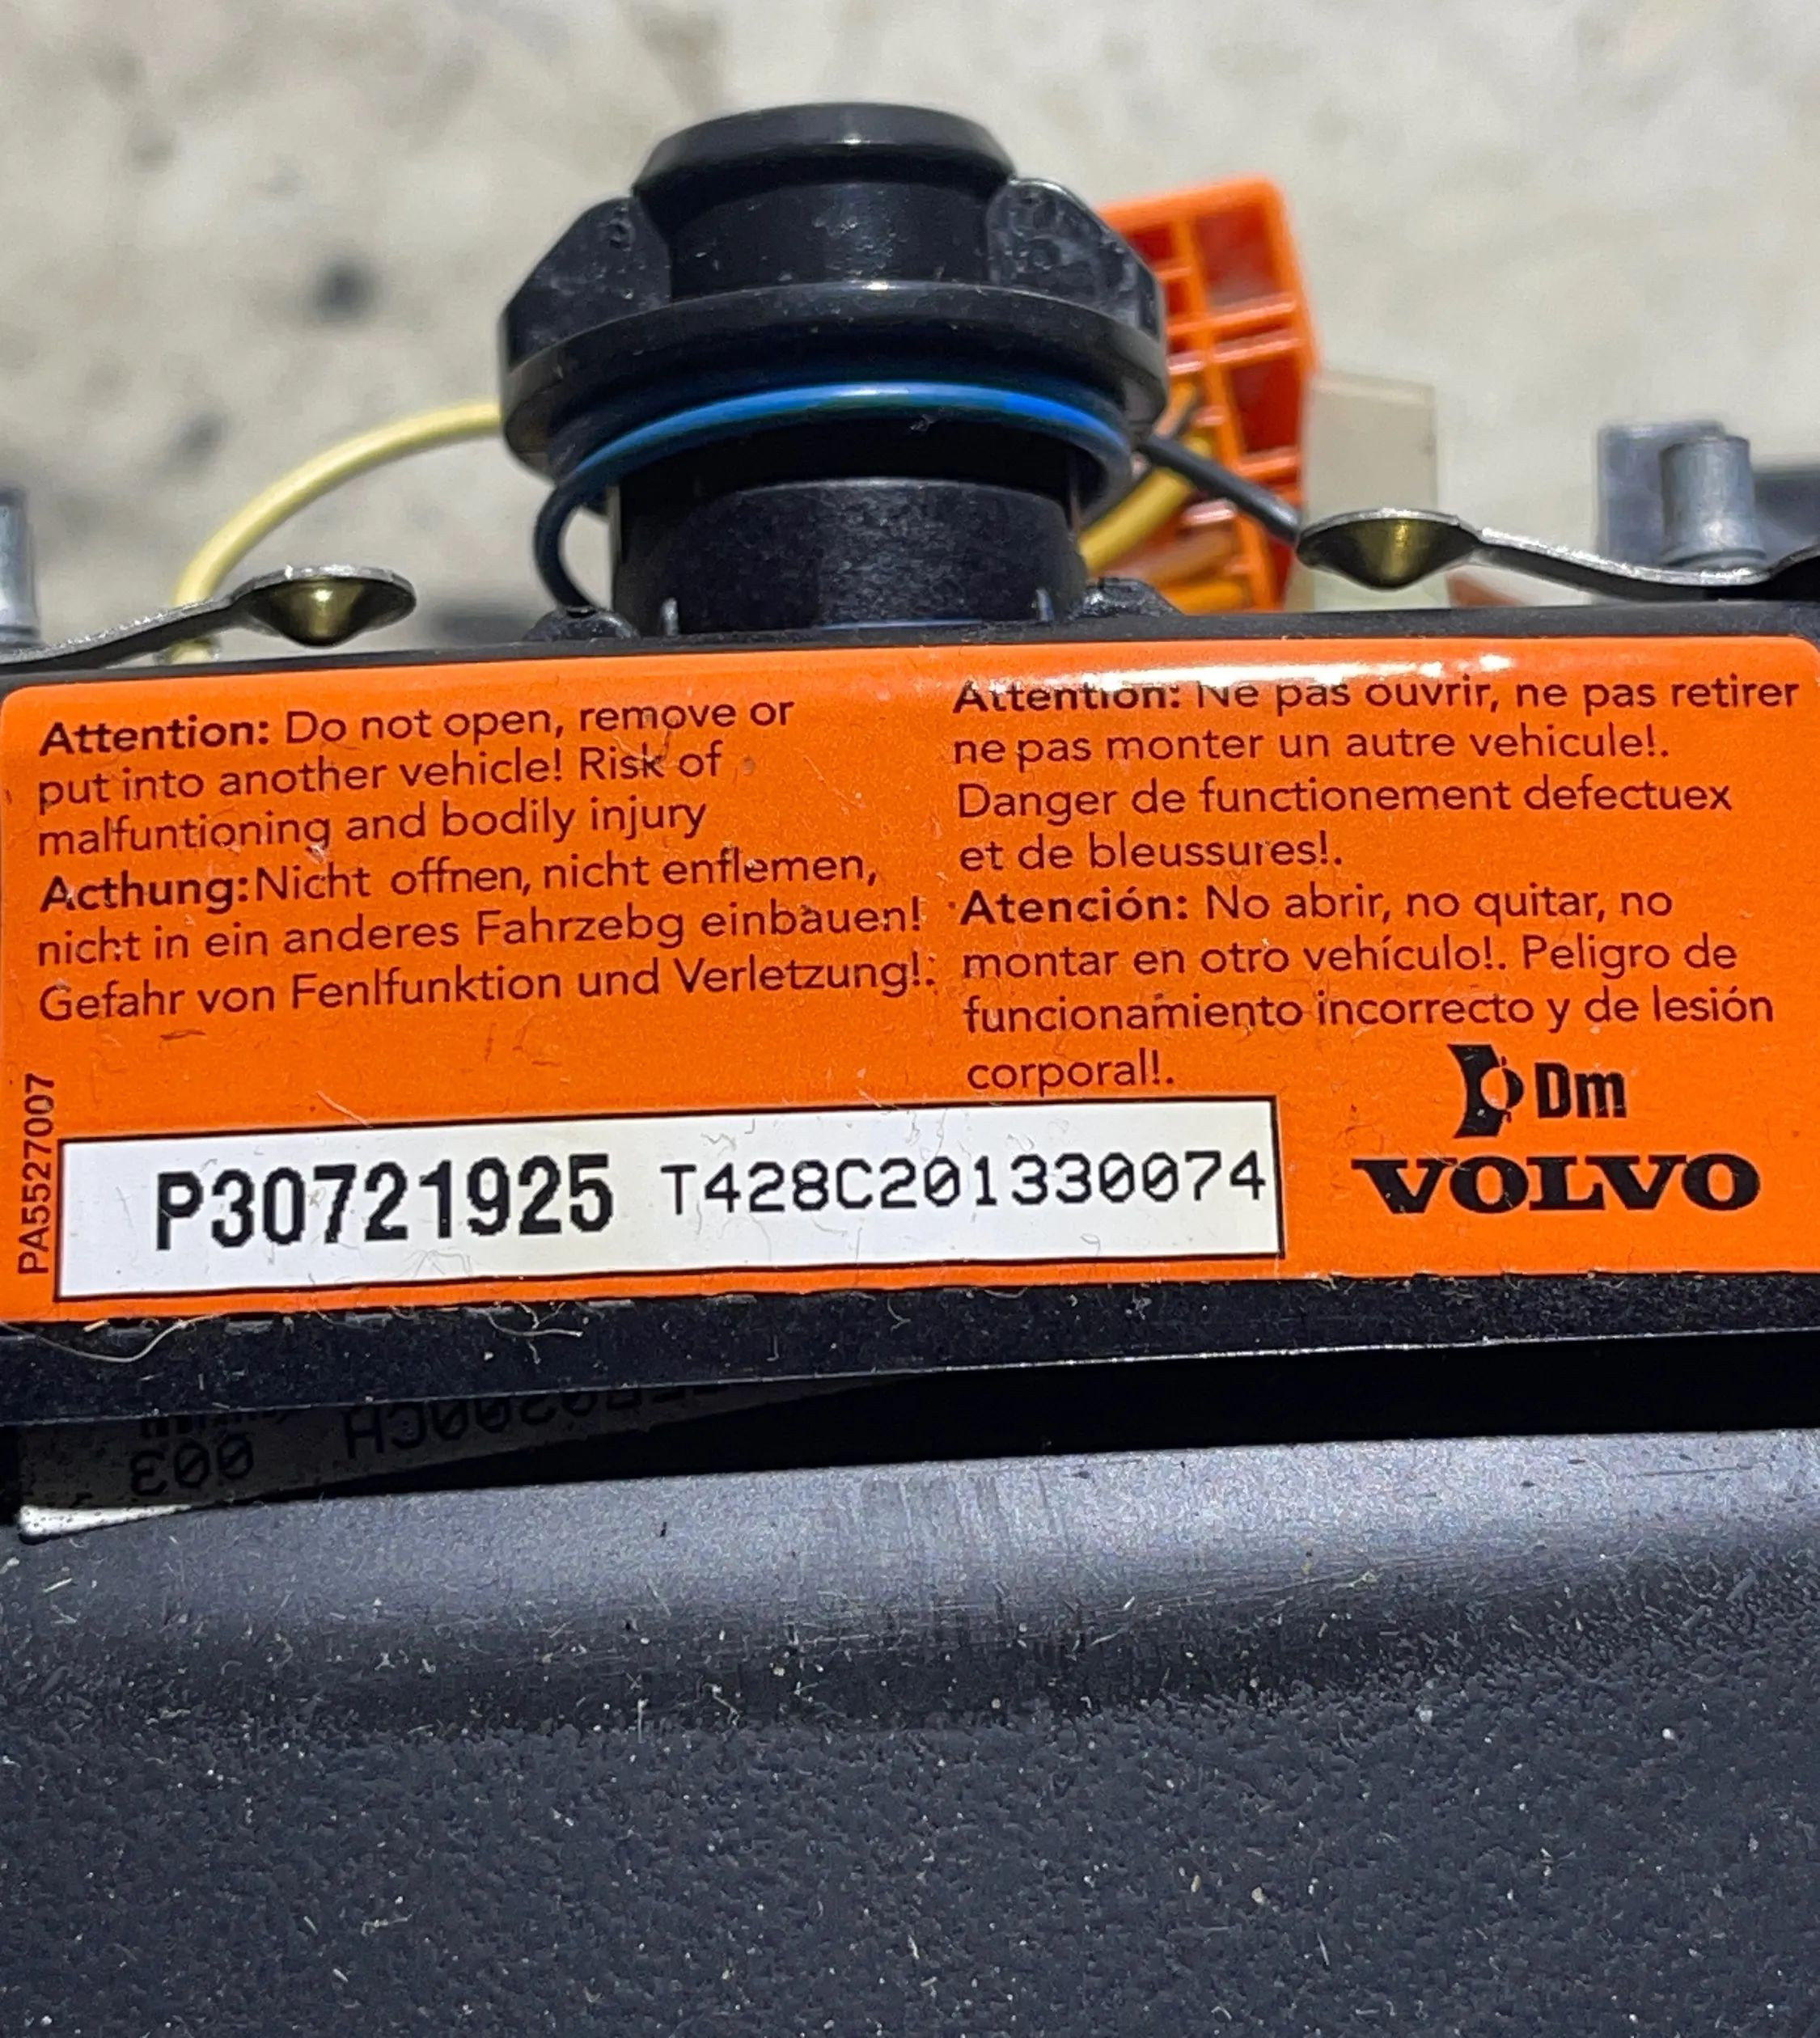 Attention: Do not open, remove or
put into another vehicle! Risk of
malfuntioning and bodily injury
Acthung: Nicht offnen, nicht enflemen,
nicht in ein anderes Fahrzebg einbauen!
Gefahr von Fenlfunktion und Verletzung!.
Attention: Ne pas ouvrir, ne pas retirer
ne pas monter un autre vehicule!.
Danger de functionement defectuex
et de bleussures!.
Atención: No abrir, no quitar, no
montar en otro vehículo!. Peligro de
funcionamiento incorrecto y de lesión
corporal!.
PA5527007
P30721925 T428C201330074
Dm
VOLVO
003